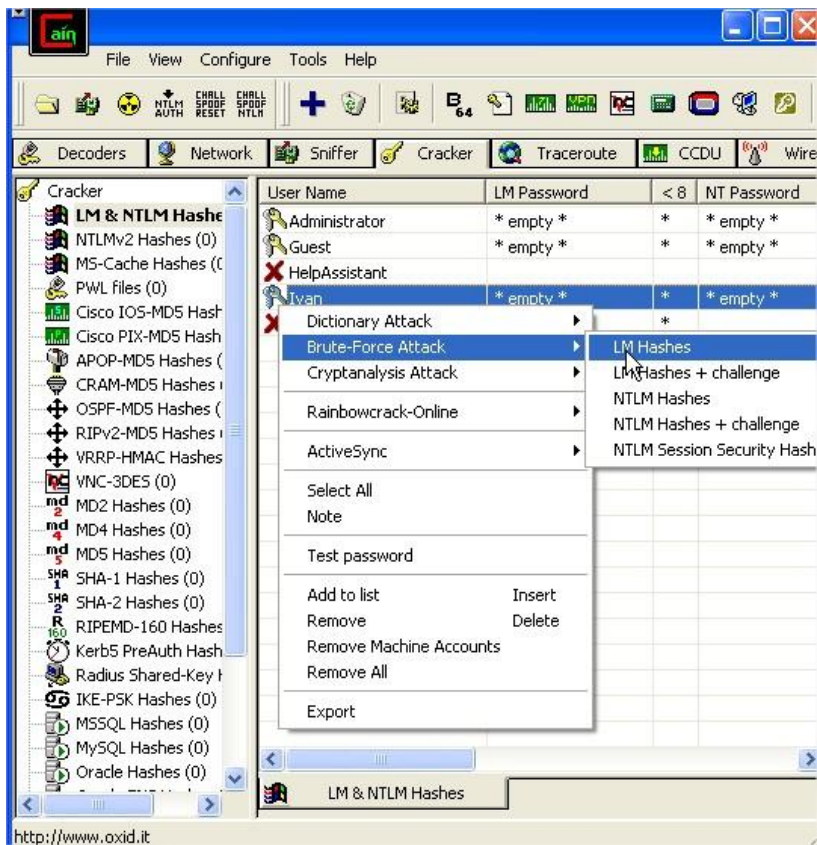 aın
File View Configure Tools Help
NTLM AUTH
CHALL SPOOF RESET
CHALL SPOOF NTLM
B64
Decoders Network Sniffer Cracker Traceroute CCDU Wire
Cracker
LM & NTLM Hashe
NTLMv2 Hashes (0)
MS-Cache Hashes (
PWL files (0)
Cisco IOS-MD5 Hash
Cisco PIX-MD5 Hash
APOP-MD5 Hashes (
CRAM-MD5 Hashes
OSPF-MD5 Hashes (
RIPv2-MD5 Hashes
VRRP-HMAC Hashes
VNC-3DES (0)
md2 MD2 Hashes (0)
md4 MD4 Hashes (0)
md5 MD5 Hashes (0)
SHA1 SHA-1 Hashes (0)
SHA2 SHA-2 Hashes (0)
R160 RIPEMD-160 Hashes
Kerb5 PreAuth Hash
Radius Shared-Key
IKE-PSK Hashes (0)
MSSQL Hashes (0)
MySQL Hashes (0)
Oracle Hashes (0)
User Name LM Password < 8 NT Password
Administrator * empty * * * empty *
Guest * empty * * * empty *
HelpAssistant
Ivan * empty * * * empty *
*
Dictionary Attack
Brute-Force Attack
Cryptanalysis Attack
Rainbowcrack-Online
ActiveSync
Select All
Note
Test password
Add to list Insert
Remove Delete
Remove Machine Accounts
Remove All
Export
LM Hashes
LM Hashes + challenge
NTLM Hashes
NTLM Hashes + challenge
NTLM Session Security Hash
LM & NTLM Hashes
http://www.oxid.it